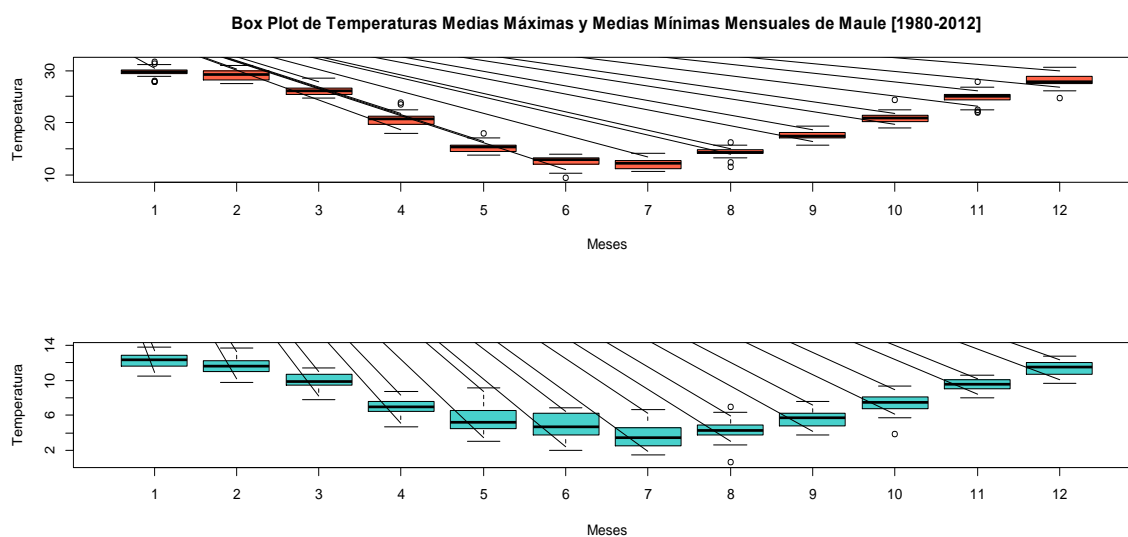 Box Plot de Temperaturas Medias Máximas y Medias Mínimas Mensuales de Maule [1980-2012]
Temperatura
30
20
10
1 2 3 4 5 6 7 8 9 10 11 12
Meses
Temperatura
14
10
6
2
1 2 3 4 5 6 7 8 9 10 11 12
Meses